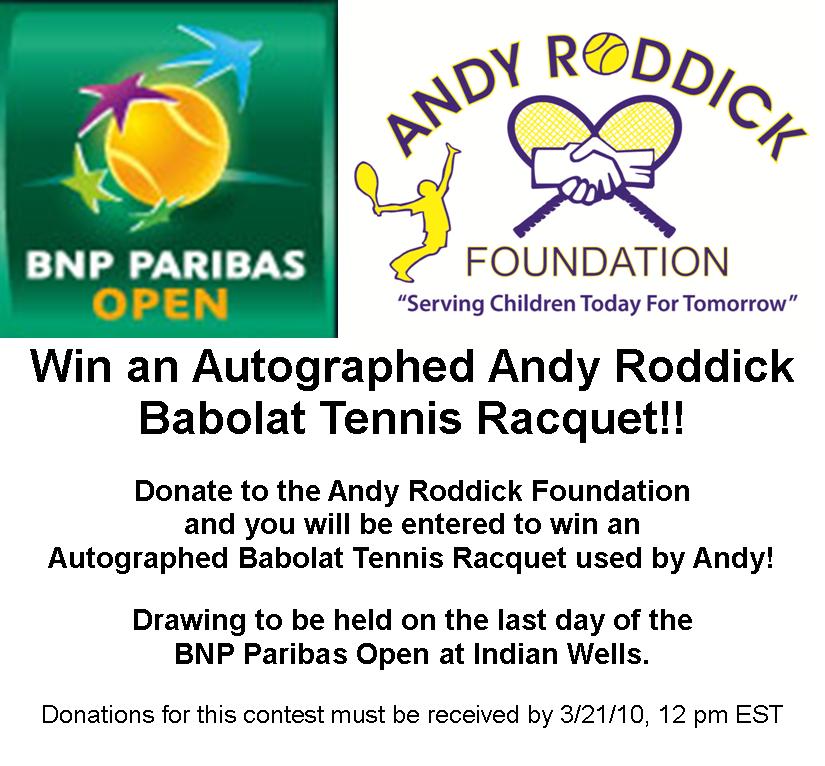 BNP PARIBAS
OPEN
ANDY RODDICK
FOUNDATION
"Serving Children Today For Tomorrow"
Win an Autographed Andy Roddick
Babolat Tennis Racquet!!
Donate to the Andy Roddick Foundation
and you will be entered to win an
Autographed Babolat Tennis Racquet used by Andy!
Drawing to be held on the last day of the
BNP Paribas Open at Indian Wells.
Donations for this contest must be received by 3/21/10, 12 pm EST